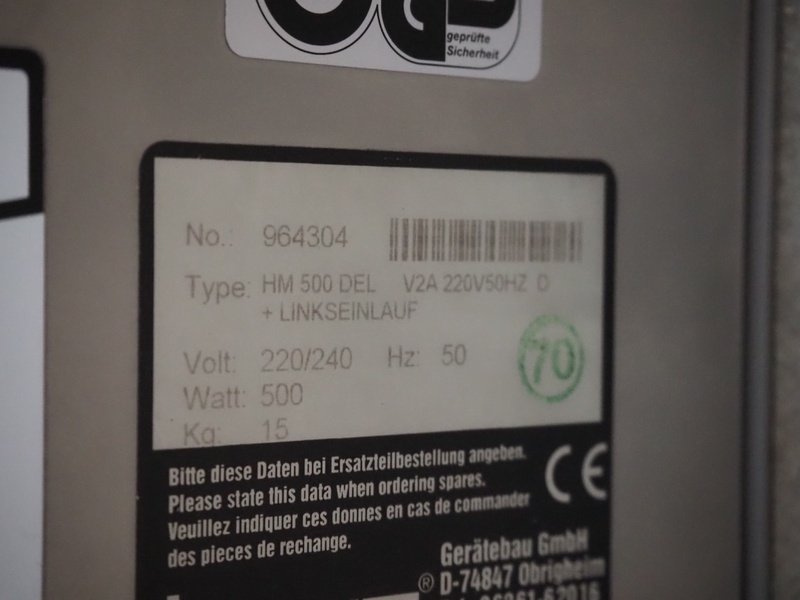 geprüfte
Sicherheit
No.: 964304
Type: HM 500 DEL V2A 220V50HZ D
+ LINKSEINLAUF
Volt: 220/240 Hz: 50
70
Watt: 500
Kg: 15
Bitte diese Daten bei Ersatzteilbestellung angeben.
Please state this data when ordering spares.
Veuillez indiquer ces donnes en cas de commander
des pieces de rechange.
CE
Gerätebau GmbH
® D-74847 Obrigheim